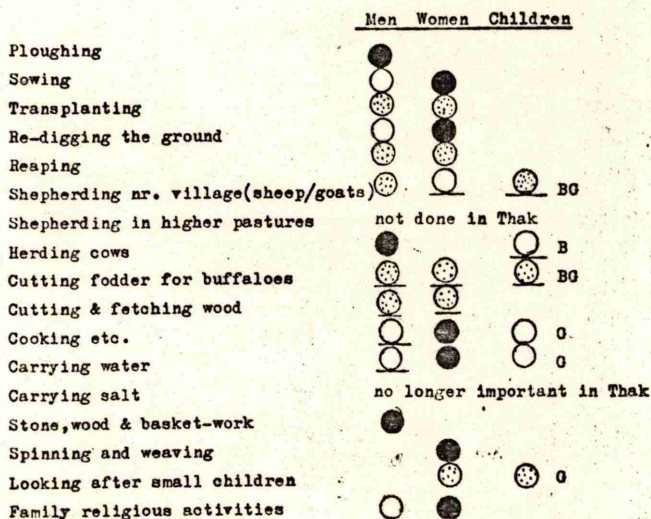 Men Women Children
Ploughing
Sowing
Transplanting
Re-digging the ground
Reaping
Shepherding nr. village(sheep/goats) BG
Shepherding in higher pastures not done in Thak
Herding cows B
Cutting fodder for buffaloes BG
Cutting & fetching wood
Cooking etc. G
Carrying water G
Carrying salt no longer important in Thak
Stone,wood & basket-work
Spinning and weaving
Looking after small children G
Family religious activities